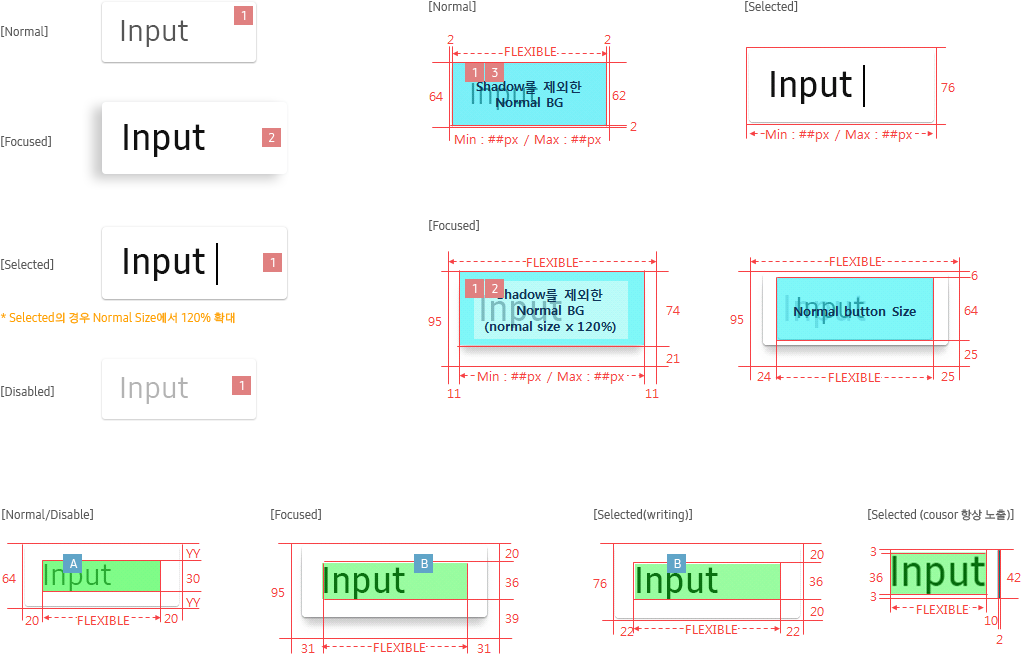 [Normal]
Input
1
[Focused]
Input
2
[Selected]
Input
1
* Selected의 경우 Normal Size에서 120% 확대
[Disabled]
Input
1
[Normal]
2
2
FLEXIBLE
1
3
Input
Shadow를 제외한
Normal BG
64
62
2
Min : ##px / Max : ##px
[Selected]
Input
76
Min : ##px / Max : ##px
[Focused]
FLEXIBLE
1
2
Input
Shadow를 제외한
Normal BG
(normal size x 120%)
95
74
21
Min : ##px / Max : ##px
11
11
FLEXIBLE
6
Input
Normal button Size
95
64
25
24
FLEXIBLE
25
[Normal/Disable]
A
Input
64
YY
30
YY
20
FLEXIBLE
20
[Focused]
B
Input
95
20
36
39
31
FLEXIBLE
31
[Selected(writing)]
B
Input
76
20
36
20
22
FLEXIBLE
22
[Selected (cousor 항상 노출)]
3
36
3
Input
42
FLEXIBLE
10
2